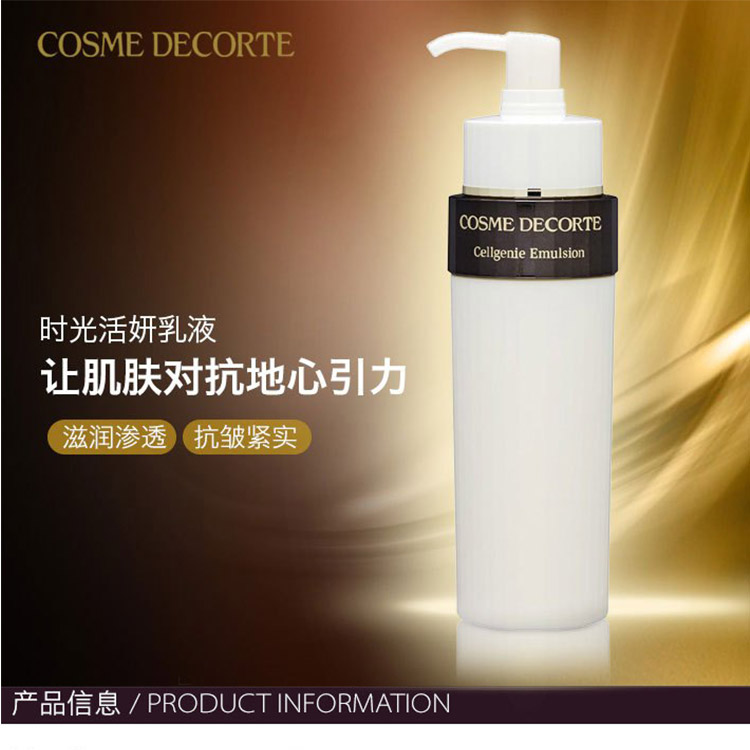 COSME DECORTE
COSME DECORTE
Cellgenie Emulsion
时光活妍乳液
让肌肤对抗地心引力
滋润渗透 抗皱紧实
产品信息 / PRODUCT INFORMATION